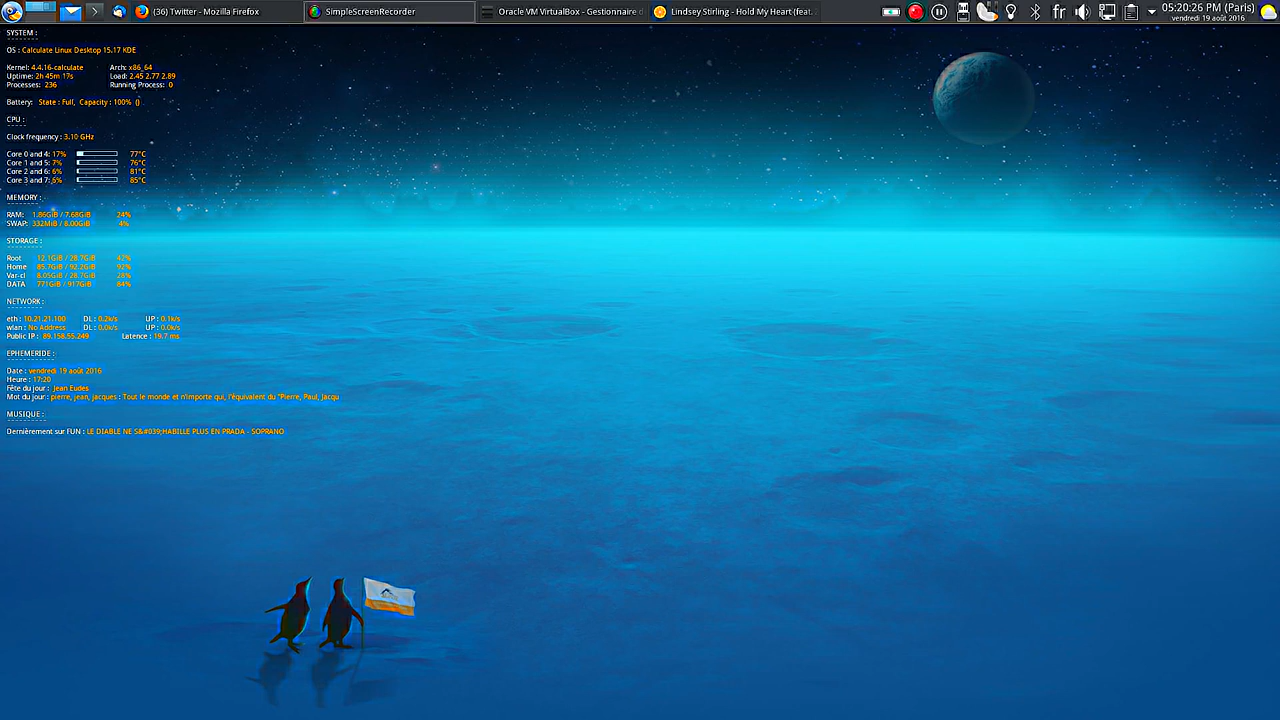 (36) Twitter - Mozilla Firefox
SimpleScreenRecorder
Oracle VM VirtualBox - Gestionnaire d
Lindsey Stirling - Hold My Heart (feat.
fr
05:20:26 PM (Paris)
vendredi 19 août 2016
SYSTEM :
OS : Calculate Linux Desktop 15.17 KDE
Kernel: 4.4.16-calculate Arch: x86_64
Uptime: 2h 45m 17s Load: 2.45 2.77 2.89
Processes: 236 Running Process: 0
Battery: State : Full, Capacity : 100% ()
CPU :
Clock frequency : 3.10 GHz
Core 0 and 4: 17% 77°C
Core 1 and 5: 7% 76°C
Core 2 and 6: 6% 81°C
Core 3 and 7: 5% 85°C
MEMORY :
RAM: 1.86GiB / 7.68GiB 24%
SWAP: 332MiB / 8.00GiB 4%
STORAGE :
Root 12.1GiB / 28.7GiB 42%
Home 85.7GiB / 92.2GiB 92%
Var-cl 8.05GiB / 28.7GiB 28%
DATA 771GiB / 917GiB 84%
NETWORK :
eth : 10.21.21.100 DL : 0.2k/s UP : 0.1k/s
wlan : No Address DL : 0.0k/s UP : 0.0k/s
Public IP : 89.158.55.249 Latence : 19.7 ms
EPHEMERIDE :
Date : vendredi 19 août 2016
Heure : 17:20
Fête du jour : Jean Eudes
Mot du jour : pierre, jean, jacques : Tout le monde et n'importe qui, l'équivalent du "Pierre, Paul, Jacqu
MUSIQUE :
Dernièrement sur FUN : LE DIABLE NE S&#039;HABILLE PLUS EN PRADA - SOPRANO